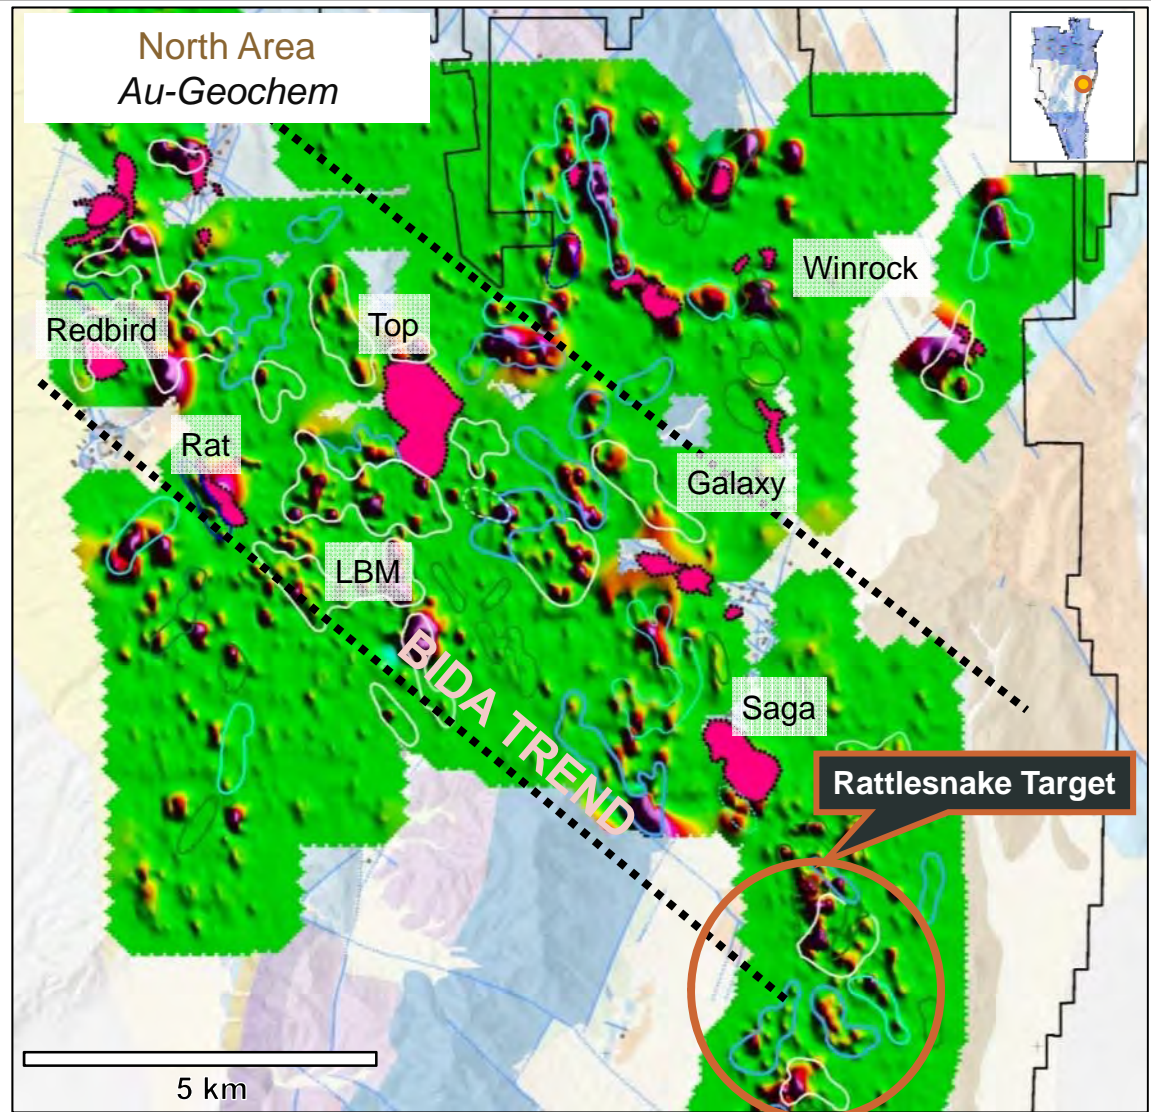 North Area
Au-Geochem
Winrock
Redbird
Top
Rat
Galaxy
LBM
BIDA TREND
Saga
Rattlesnake Target
5 km